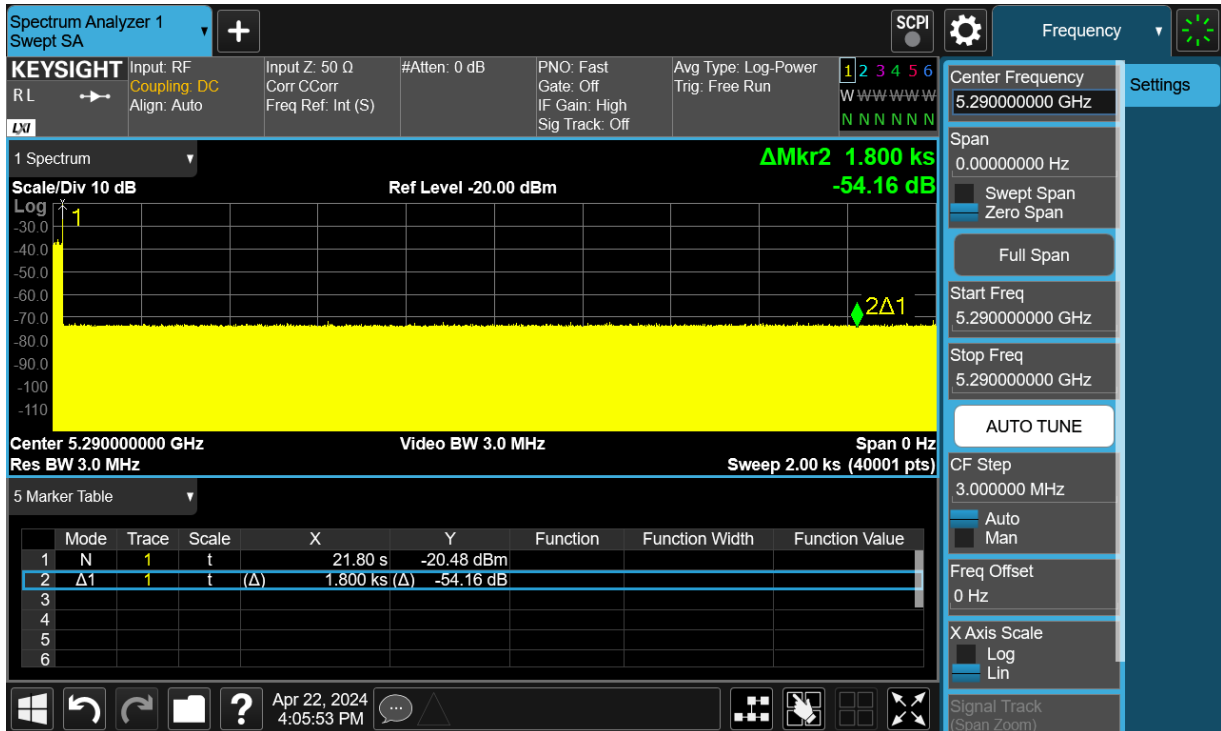 Spectrum Analyzer 1
Swept SA
+
SCPI
Frequency
KEYSIGHT
RL
LXI
Input: RF
Coupling: DC
Align: Auto
Input Z: 50 Ω
Corr CCorr
Freq Ref: Int (S)
#Atten: 0 dB
PNO: Fast
Gate: Off
IF Gain: High
Sig Track: Off
Avg Type: Log-Power
Trig: Free Run
1 2 3 4 5 6
W W W W W W
N N N N N N
1 Spectrum
ΔMkr2 1.800 ks
-54.16 dB
Scale/Div 10 dB
Ref Level -20.00 dBm
Log
1
-30.0
-40.0
-50.0
-60.0
-70.0
-80.0
-90.0
-100
-110
2Δ1
Center 5.290000000 GHz
Video BW 3.0 MHz
Span 0 Hz
Res BW 3.0 MHz
Sweep 2.00 ks (40001 pts)
5 Marker Table
Mode Trace Scale X Y Function Function Width Function Value
1 N 1 t 21.80 s -20.48 dBm
2 Δ1 1 t (Δ) 1.800 ks (Δ) -54.16 dB
3
4
5
6
?
Apr 22, 2024
4:05:53 PM
Center Frequency
5.290000000 GHz
Settings
Span
0.00000000 Hz
Swept Span
Zero Span
Full Span
Start Freq
5.290000000 GHz
Stop Freq
5.290000000 GHz
AUTO TUNE
CF Step
3.000000 MHz
Auto
Man
Freq Offset
0 Hz
X Axis Scale
Log
Lin
Signal Track
(Span Zoom)